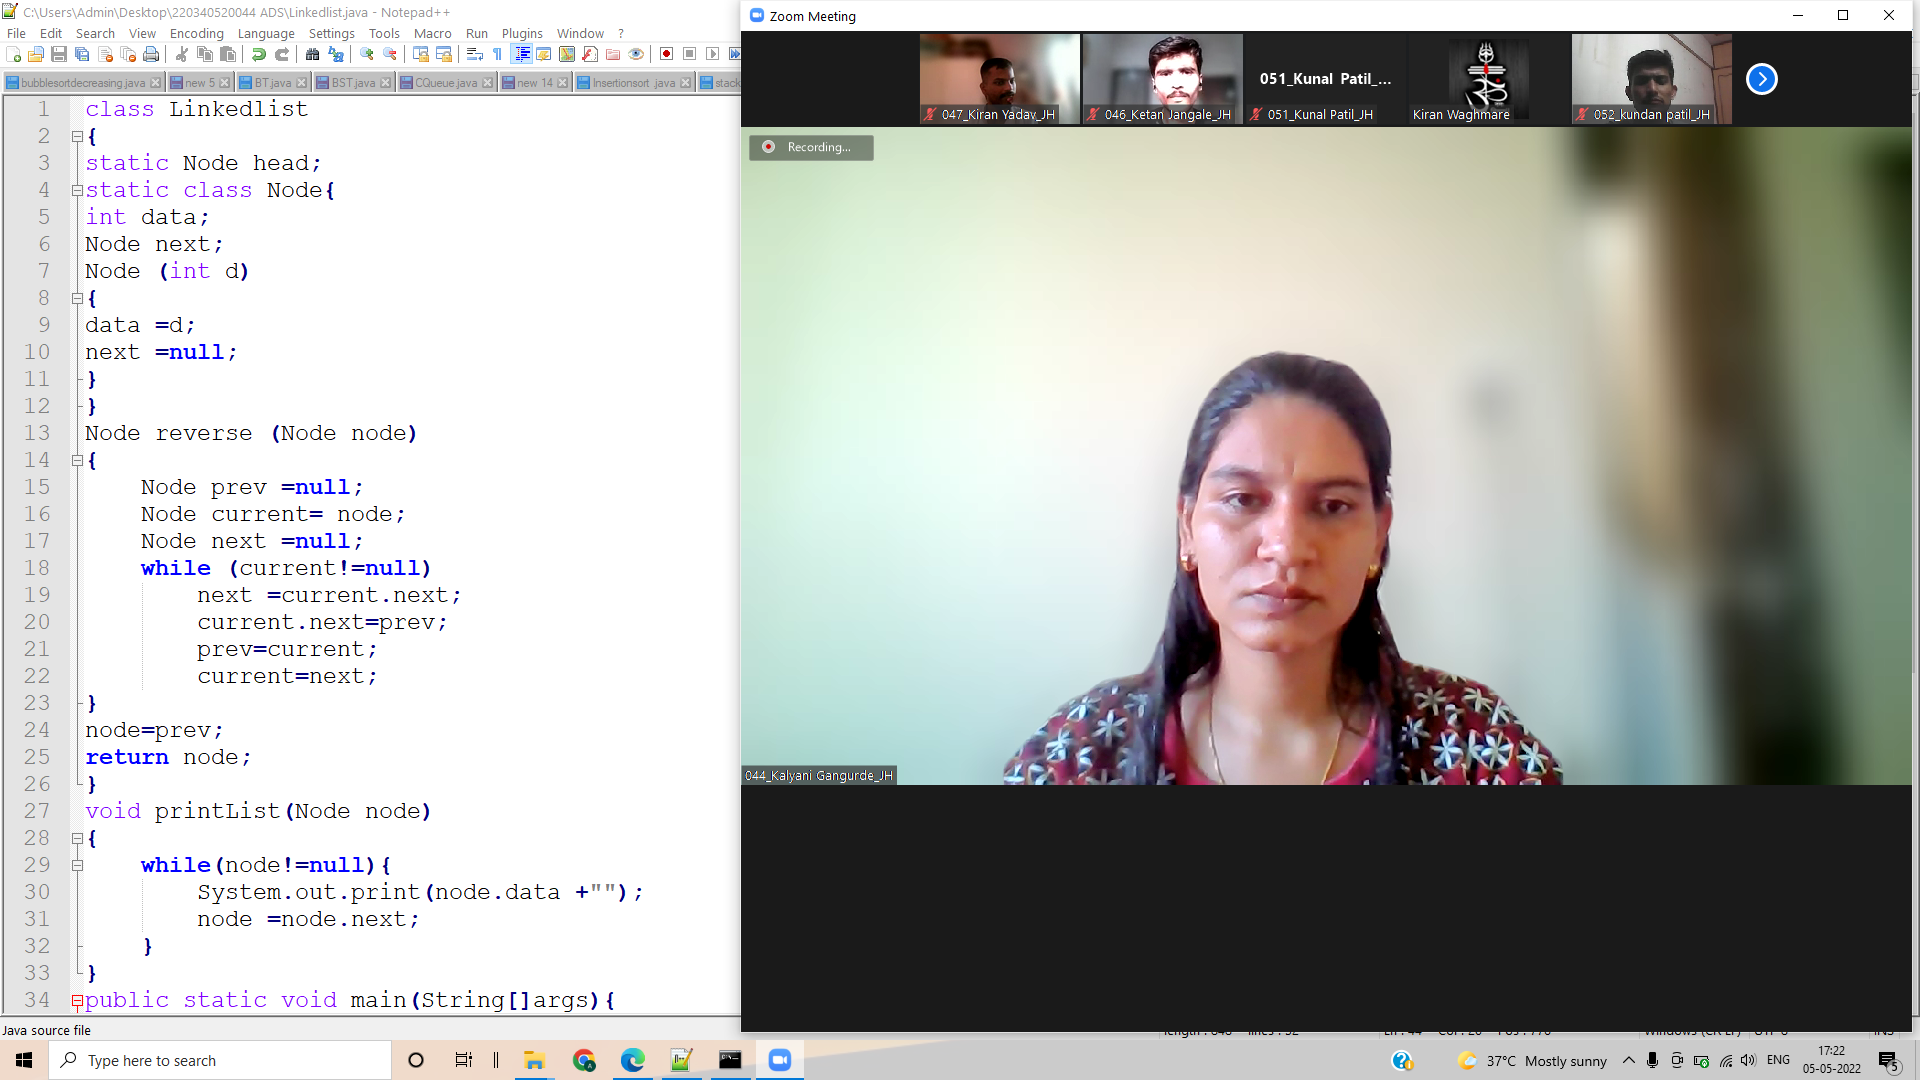 C:\Users\Admin\Desktop\220340520044 ADS\Linkedlist.java - Notepad++
File Edit Search View Encoding Language Settings Tools Macro Run Plugins Window ?
bubblesortdecreasing.java new 5 BT.java BST.java CQueue.java new 14 Insertionsort .java stack
1 class Linkedlist
2 {
3 static Node head;
4 static class Node{
5 int data;
6 Node next;
7 Node (int d)
8 {
9 data =d;
10 next =null;
11 }
12 }
13 Node reverse (Node node)
14 {
15 Node prev =null;
16 Node current= node;
17 Node next =null;
18 while (current!=null)
19 next =current.next;
20 current.next=prev;
21 prev=current;
22 current=next;
23 }
24 node=prev;
25 return node;
26 }
27 void printList(Node node)
28 {
29 while(node!=null){
30 System.out.print(node.data +"");
31 node =node.next;
32 }
33 }
34 public static void main(String[]args){
Java source file
Zoom Meeting
051_Kunal Patil_...
047_Kiran Yadav_JH 046_Ketan Jangale_JH 051_Kunal Patil_JH Kiran Waghmare 052_kundan patil_JH
Recording...
044_Kalyani Gangurde_JH
Type here to search
37°C Mostly sunny
ENG
17:22
05-05-2022
5